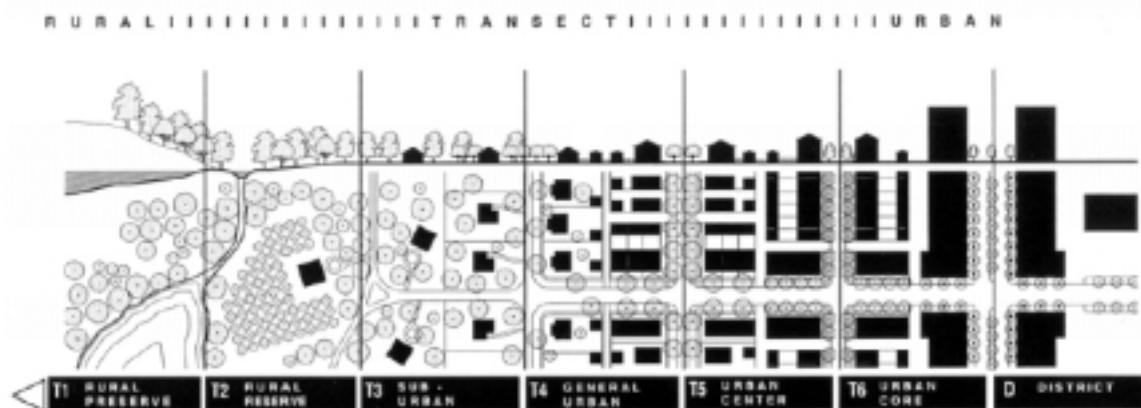 RURAL I I I I I I I I I I I I I I TRANSECT I I I I I I I I I I I I I I URBAN
T1 RURAL PRESERVE
T2 RURAL RESERVE
T3 SUB-URBAN
T4 GENERAL URBAN
T5 URBAN CENTER
T6 URBAN CORE
D DISTRICT